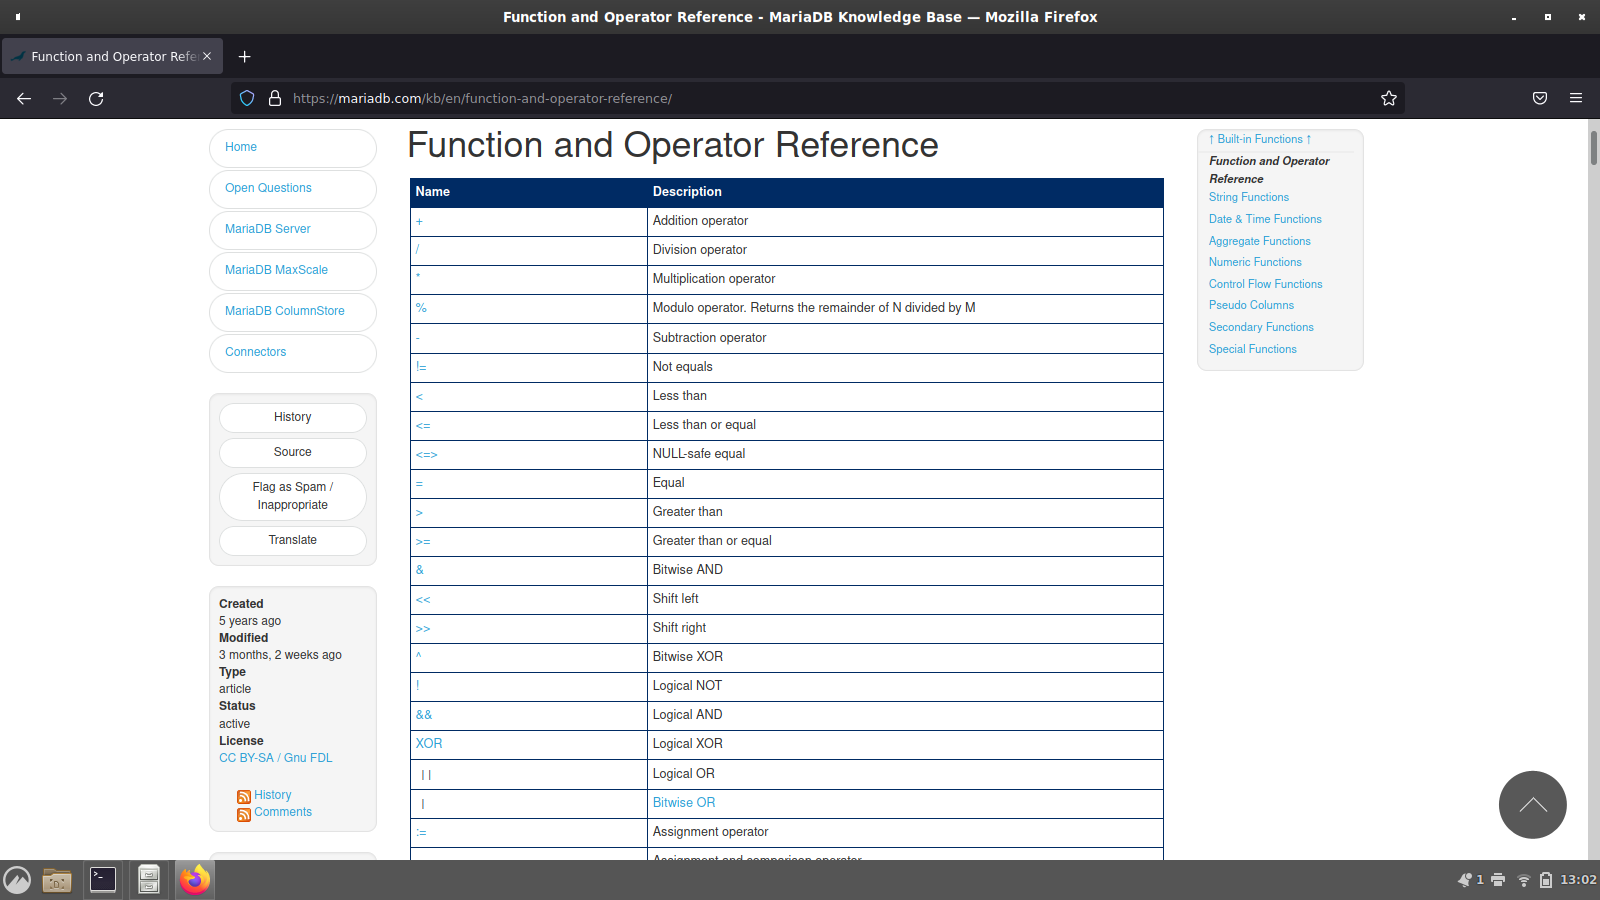 Function and Operator Reference - MariaDB Knowledge Base — Mozilla Firefox
Function and Operator Refe
https://mariadb.com/kb/en/function-and-operator-reference/
Home
Open Questions
MariaDB Server
MariaDB MaxScale
MariaDB ColumnStore
Connectors
History
Source
Flag as Spam /
Inappropriate
Translate
Created
5 years ago
Modified
3 months, 2 weeks ago
Type
article
Status
active
License
CC BY-SA / Gnu FDL
History
Comments
Function and Operator Reference
Name Description
+ Addition operator
/ Division operator
* Multiplication operator
% Modulo operator. Returns the remainder of N divided by M
- Subtraction operator
!= Not equals
< Less than
<= Less than or equal
<=> NULL-safe equal
= Equal
> Greater than
>= Greater than or equal
& Bitwise AND
<< Shift left
>> Shift right
^ Bitwise XOR
! Logical NOT
&& Logical AND
XOR Logical XOR
|| Logical OR
| Bitwise OR
:= Assignment operator
Assignment and comparison operator
↑ Built-in Functions ↑
Function and Operator
Reference
String Functions
Date & Time Functions
Aggregate Functions
Numeric Functions
Control Flow Functions
Pseudo Columns
Secondary Functions
Special Functions
1
13:02